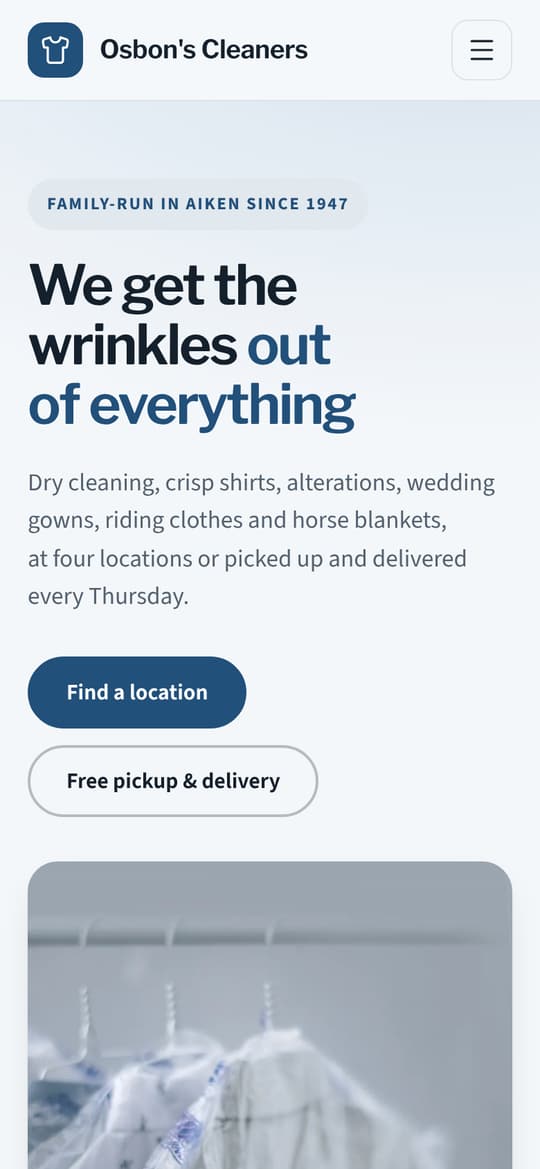 Osbon's Cleaners
FAMILY-RUN IN AIKEN SINCE 1947
We get the
wrinkles out
of everything
Dry cleaning, crisp shirts, alterations, wedding
gowns, riding clothes and horse blankets,
at four locations or picked up and delivered
every Thursday.
Find a location
Free pickup & delivery